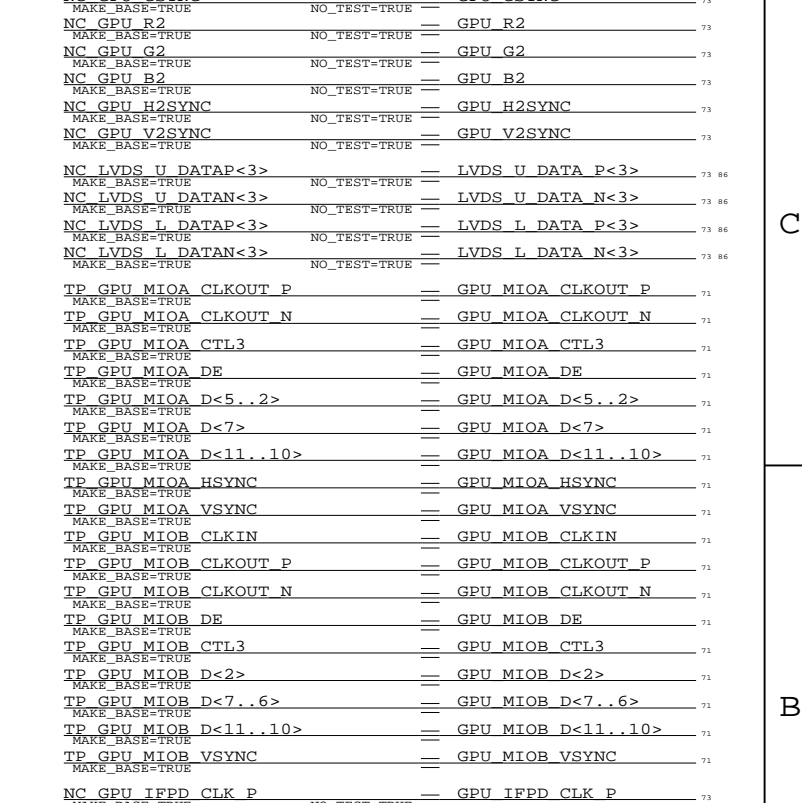 MAKE_BASE=TRUE NO_TEST=TRUE 73
NC_GPU_R2 GPU_R2 73
MAKE_BASE=TRUE NO_TEST=TRUE
NC_GPU_G2 GPU_G2 73
MAKE_BASE=TRUE NO_TEST=TRUE
NC_GPU_B2 GPU_B2 73
MAKE_BASE=TRUE NO_TEST=TRUE
NC_GPU_H2SYNC GPU_H2SYNC 73
MAKE_BASE=TRUE NO_TEST=TRUE
NC_GPU_V2SYNC GPU_V2SYNC 73
MAKE_BASE=TRUE NO_TEST=TRUE
NC_LVDS_U_DATAP<3> LVDS_U_DATA_P<3> 73 86
MAKE_BASE=TRUE NO_TEST=TRUE
NC_LVDS_U_DATAN<3> LVDS_U_DATA_N<3> 73 86
MAKE_BASE=TRUE NO_TEST=TRUE
NC_LVDS_L_DATAP<3> LVDS_L_DATA_P<3> 73 86
MAKE_BASE=TRUE NO_TEST=TRUE
C
NC_LVDS_L_DATAN<3> LVDS_L_DATA_N<3> 73 86
MAKE_BASE=TRUE NO_TEST=TRUE
TP_GPU_MIOA_CLKOUT_P GPU_MIOA_CLKOUT_P 71
MAKE_BASE=TRUE
TP_GPU_MIOA_CLKOUT_N GPU_MIOA_CLKOUT_N 71
MAKE_BASE=TRUE
TP_GPU_MIOA_CTL3 GPU_MIOA_CTL3 71
MAKE_BASE=TRUE
TP_GPU_MIOA_DE GPU_MIOA_DE 71
MAKE_BASE=TRUE
TP_GPU_MIOA_D<5..2> GPU_MIOA_D<5..2> 71
MAKE_BASE=TRUE
TP_GPU_MIOA_D<7> GPU_MIOA_D<7> 71
MAKE_BASE=TRUE
TP_GPU_MIOA_D<11..10> GPU_MIOA_D<11..10> 71
MAKE_BASE=TRUE
TP_GPU_MIOA_HSYNC GPU_MIOA_HSYNC 71
MAKE_BASE=TRUE
TP_GPU_MIOA_VSYNC GPU_MIOA_VSYNC 71
MAKE_BASE=TRUE
TP_GPU_MIOB_CLKIN GPU_MIOB_CLKIN 71
MAKE_BASE=TRUE
TP_GPU_MIOB_CLKOUT_P GPU_MIOB_CLKOUT_P 71
MAKE_BASE=TRUE
TP_GPU_MIOB_CLKOUT_N GPU_MIOB_CLKOUT_N 71
MAKE_BASE=TRUE
TP_GPU_MIOB_DE GPU_MIOB_DE 71
MAKE_BASE=TRUE
TP_GPU_MIOB_CTL3 GPU_MIOB_CTL3 71
MAKE_BASE=TRUE
TP_GPU_MIOB_D<2> GPU_MIOB_D<2> 71
MAKE_BASE=TRUE
TP_GPU_MIOB_D<7..6> GPU_MIOB_D<7..6> 71
MAKE_BASE=TRUE
B
TP_GPU_MIOB_D<11..10> GPU_MIOB_D<11..10> 71
MAKE_BASE=TRUE
TP_GPU_MIOB_VSYNC GPU_MIOB_VSYNC 71
MAKE_BASE=TRUE
NC_GPU_IFPD_CLK_P GPU_IFPD_CLK_P 73